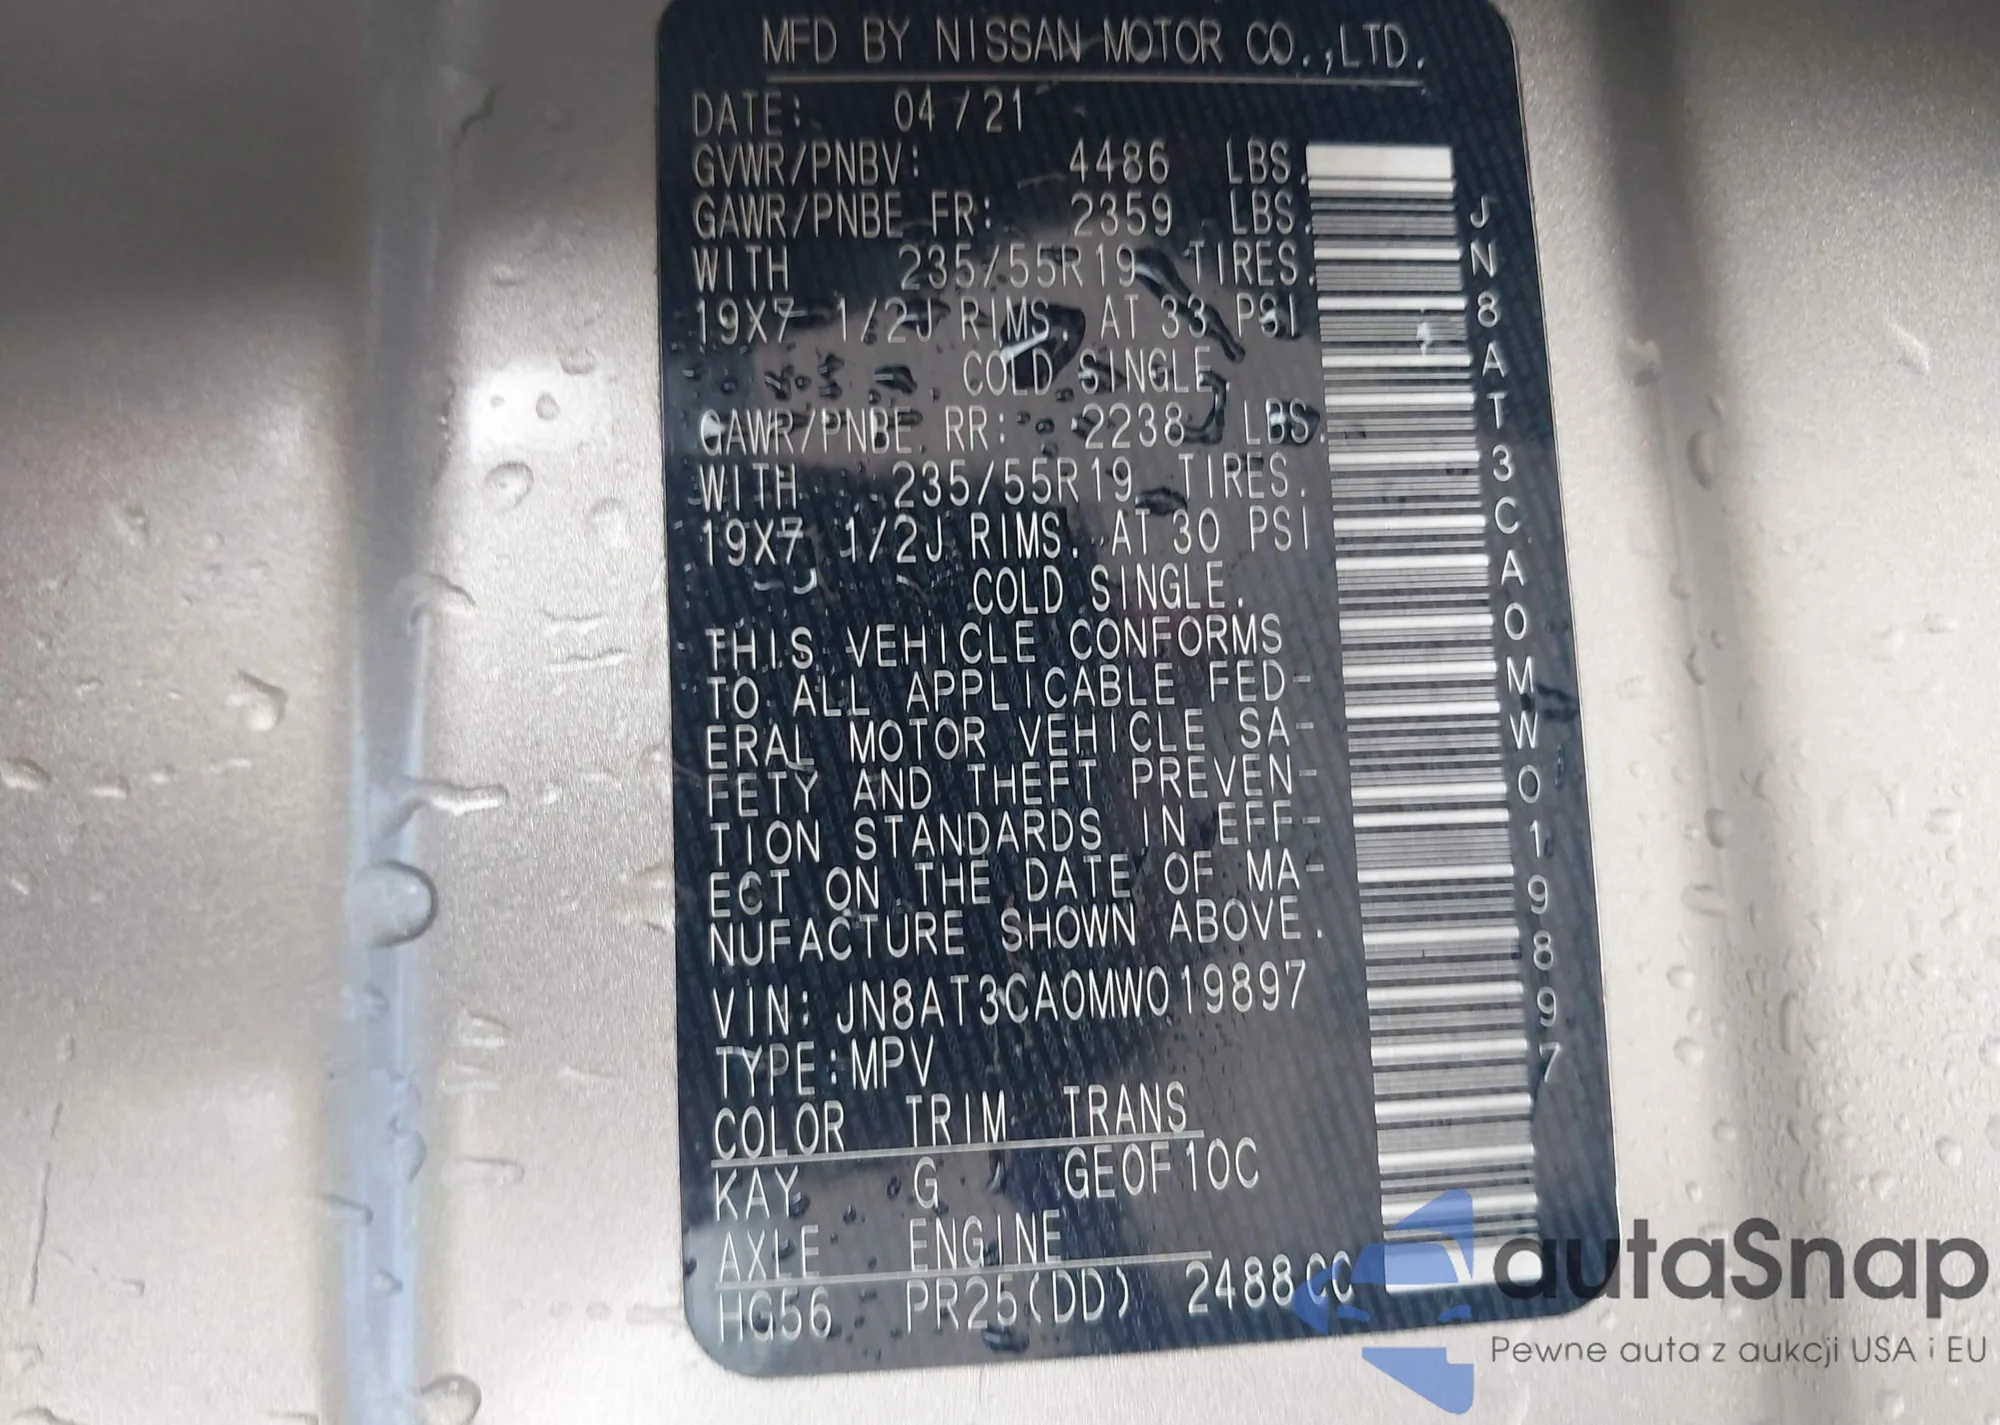 MFD BY NISSAN MOTOR CO.,LTD.
DATE: 04/21
GVWR/PNBV: 4486 LBS.
GAWR/PNBE FR: 2359 LBS.
WITH 235/55R19 TIRES.
19X7 1/2J RIMS. AT 33 PSI
COLD SINGLE.
GAWR/PNBE RR: 2238 LBS.
WITH 235/55R19 TIRES.
19X7 1/2J RIMS. AT 30 PSI
COLD SINGLE.
THIS VEHICLE CONFORMS
TO ALL APPLICABLE FED-
ERAL MOTOR VEHICLE SA-
FETY AND THEFT PREVEN-
TION STANDARDS IN EFF-
ECT ON THE DATE OF MA-
NUFACTURE SHOWN ABOVE.
VIN: JN8AT3CA0MW019897
TYPE:MPV
COLOR TRIM TRANS
KAY G GE0F10C
AXLE ENGINE
HG56 PR25(DD) 2488CC
JN8AT3CA0MW019897
autaSnap
Pewne auta z aukcji USA i EU